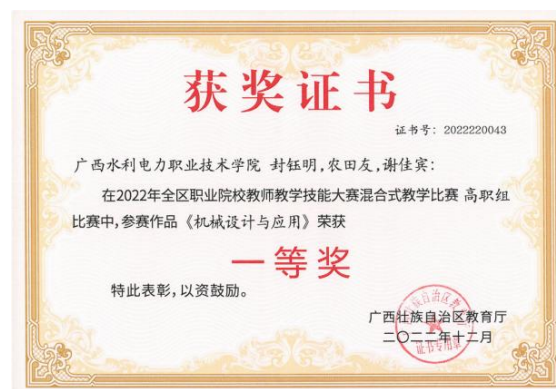 获奖证书
证书号：2022220043
广西水利电力职业技术学院 封钰明,农田友,谢佳宾：
在2022年全区职业院校教师教学技能大赛混合式教学比赛 高职组
比赛中,参赛作品《机械设计与应用》荣获
一等奖
特此表彰,以资鼓励。
广西壮族自治区教育厅
二〇二二年十二月